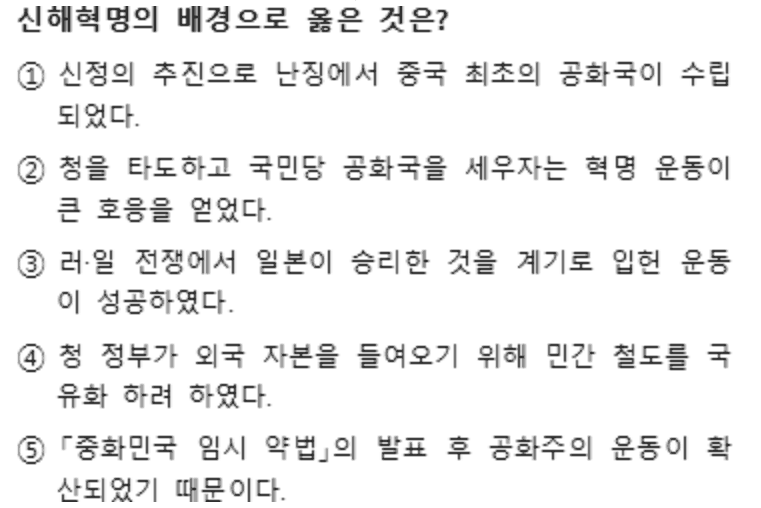 신해혁명의 배경으로 옳은 것은?
① 신정의 추진으로 난징에서 중국 최초의 공화국이 수립
되었다.
② 청을 타도하고 국민당 공화국을 세우자는 혁명 운동이
큰 호응을 얻었다.
③ 러·일 전쟁에서 일본이 승리한 것을 계기로 입헌 운동
이 성공하였다.
④ 청 정부가 외국 자본을 들여오기 위해 민간 철도를 국
유화 하려 하였다.
⑤ 「중화민국 임시 약법」의 발표 후 공화주의 운동이 확
산되었기 때문이다.